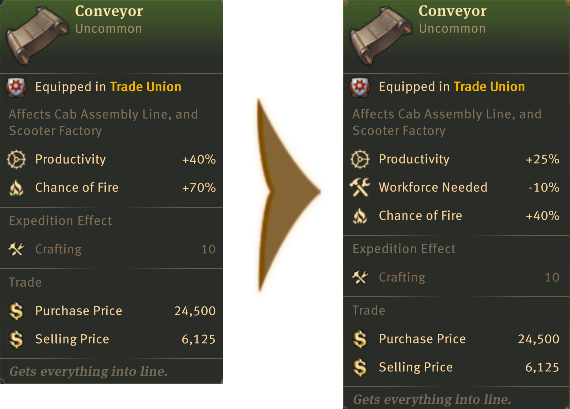 Conveyor
Uncommon
Equipped in Trade Union
Affects Cab Assembly Line, and
Scooter Factory
Productivity +40%
Chance of Fire +70%
Expedition Effect
Crafting 10
Trade
Purchase Price 24,500
Selling Price 6,125
Gets everything into line.
Conveyor
Uncommon
Equipped in Trade Union
Affects Cab Assembly Line, and
Scooter Factory
Productivity +25%
Workforce Needed -10%
Chance of Fire +40%
Expedition Effect
Crafting 10
Trade
Purchase Price 24,500
Selling Price 6,125
Gets everything into line.